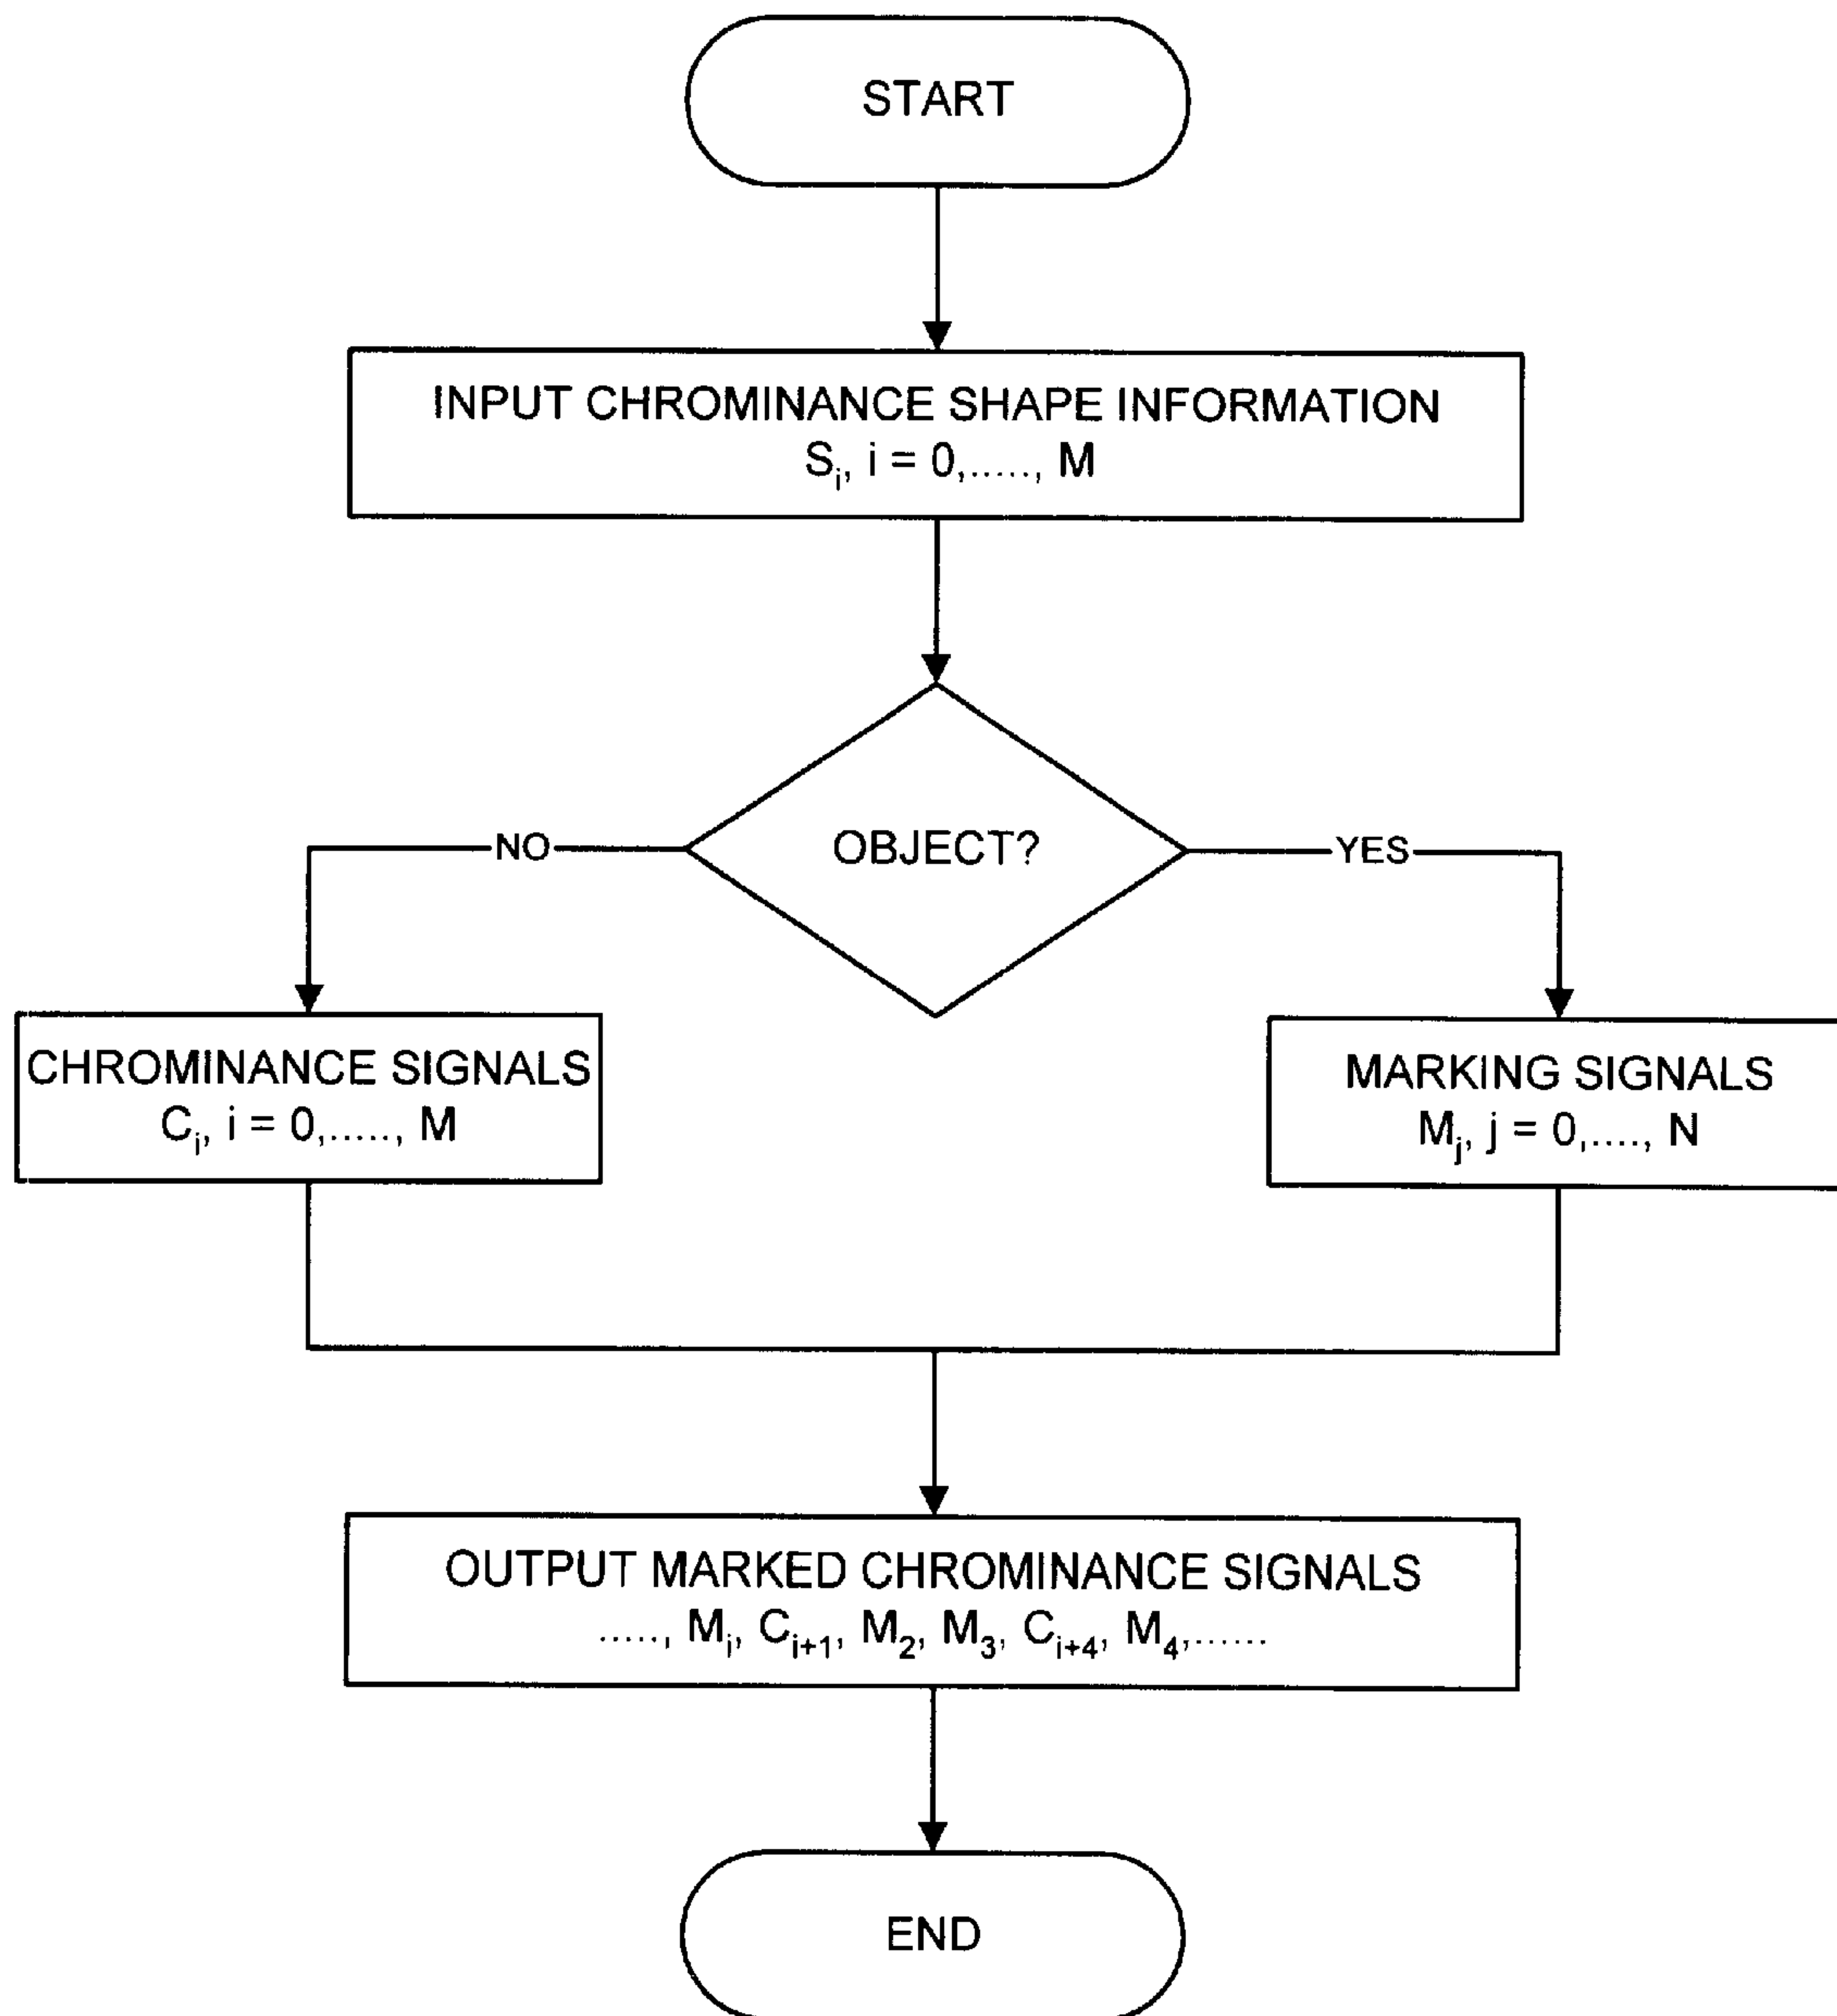 START
INPUT CHROMINANCE SHAPE INFORMATION
Sᵢ, i = 0,....., M
OBJECT?
NO
YES
CHROMINANCE SIGNALS
Cᵢ, i = 0,....., M
MARKING SIGNALS
Mⱼ, j = 0,...., N
OUTPUT MARKED CHROMINANCE SIGNALS
....., Mᵢ, Cᵢ₊₁, M₂, M₃, Cᵢ₊₄, M₄,......
END